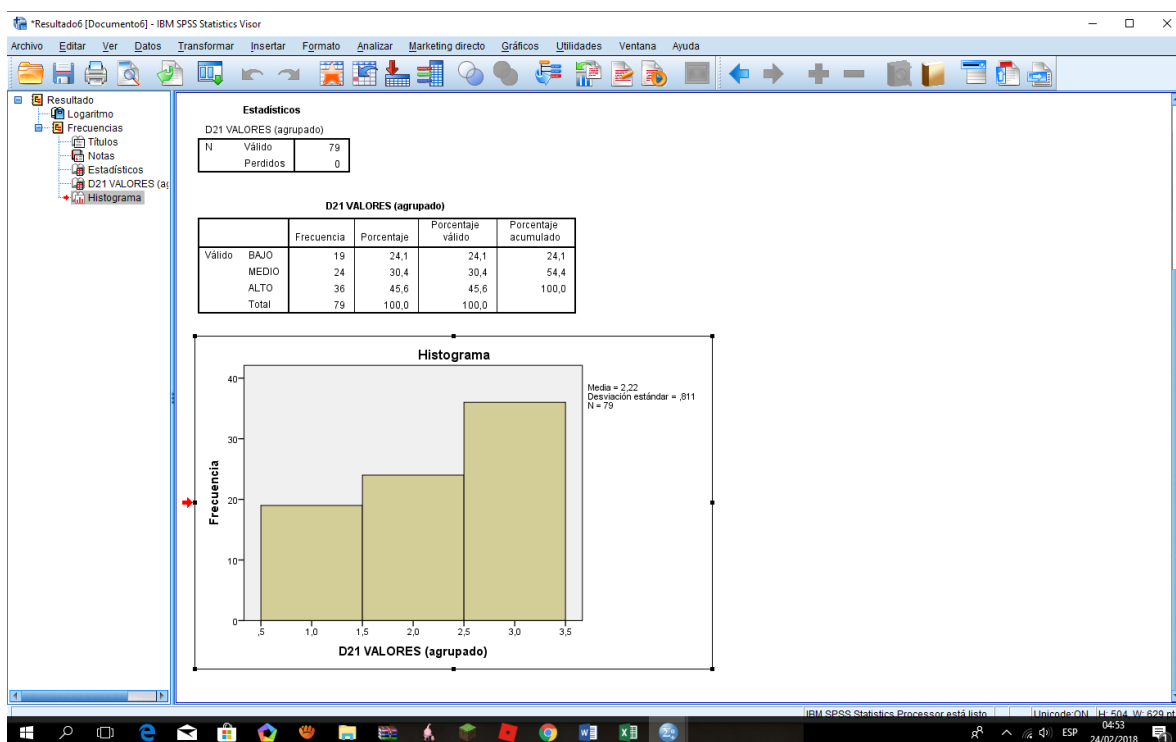 *Resultado6 [Documento6] - IBM SPSS Statistics Visor
Archivo Editar Ver Datos Transformar Insertar Formato Analizar Marketing directo Gráficos Utilidades Ventana Ayuda
Resultado
Logaritmo
Frecuencias
Títulos
Notas
Estadísticos
D21 VALORES (a
Histograma
Estadísticos
D21 VALORES (agrupado)
N Válido 79
Perdidos 0
D21 VALORES (agrupado)
Frecuencia Porcentaje Porcentaje válido Porcentaje acumulado
Válido BAJO 19 24,1 24,1 24,1
MEDIO 24 30,4 30,4 54,4
ALTO 36 45,6 45,6 100,0
Total 79 100,0 100,0
Histograma
Media = 2,22
Desviación estándar = ,811
N = 79
Frecuencia
40
30
20
10
0
,5 1,0 1,5 2,0 2,5 3,0 3,5
D21 VALORES (agrupado)
IBM SPSS Statistics Processor está listo Unicode:ON H: 504, W: 629 pt
ESP
04:53
24/02/2018